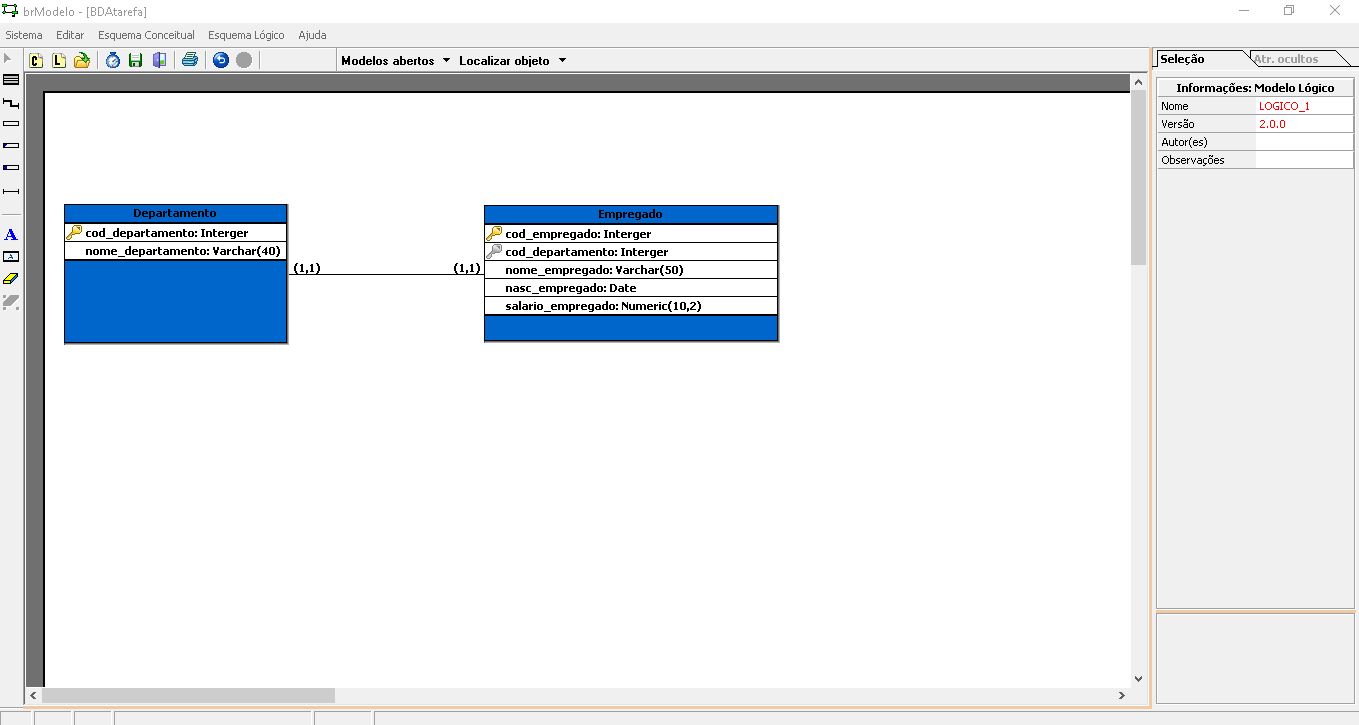 brModelo - [BDAtarefa]
Sistema Editar Esquema Conceitual Esquema Lógico Ajuda
C L Modelos abertos Localizar objeto
Seleção Atr. ocultos
Informações: Modelo Lógico
Nome LOGICO_1
Versão 2.0.0
Autor(es)
Observações
A
A
Departamento
cod_departamento: Interger
nome_departamento: Varchar(40)
(1,1) (1,1)
Empregado
cod_empregado: Interger
cod_departamento: Interger
nome_empregado: Varchar(50)
nasc_empregado: Date
salario_empregado: Numeric(10,2)